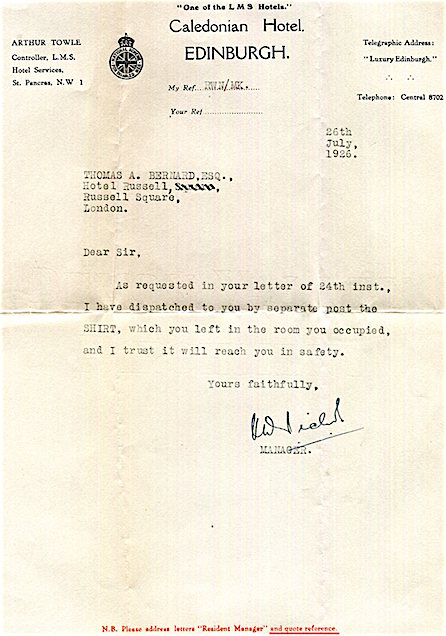 "One of the L M S Hotels."
Caledonian Hotel.
EDINBURGH.
ARTHUR TOWLE
Controller, L.M.S.
Hotel Services,
St. Pancras, N.W 1
Telegraphic Address:
"Luxury Edinburgh."
Telephone: Central 8702
My Ref. /MK.
Your Ref.
26th
July,
1926.
THOMAS A. BERNARD,ESQ.,
Hotel Russell,
Russell Square,
London.
Dear Sir,
As requested in your letter of 24th inst.,
I have dispatched to you by separate post the
SHIRT, which you left in the room you occupied,
and I trust it will reach you in safety.
Yours faithfully,
MANAGER.
N.B. Please address letters "Resident Manager" and quote reference.